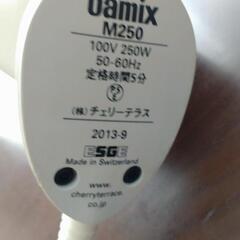 bamix
M250
100V 250W
50-60Hz
定格時間5分
(株)チェリーテラス
2013-9
ESGE
Made in Switzerland
www.
cherryterrace.
co.jp